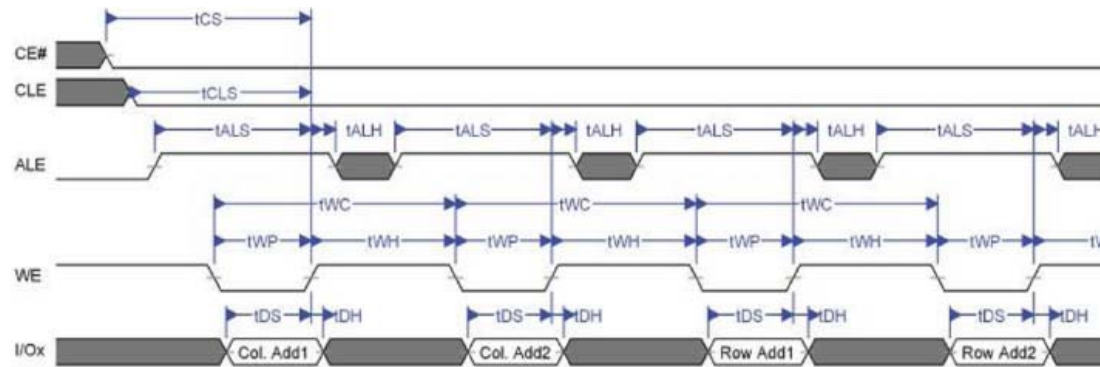 tCS
CE#
CLE tCLS
tALS tALH tALS tALH tALS tALH tALS tALH
ALE
tWC tWC tWC
tWP tWH tWP tWH tWP tWH tWP
WE
tDS tDH tDS tDH tDS tDH tDS tDH
I/Ox Col. Add1 Col. Add2 Row Add1 Row Add2